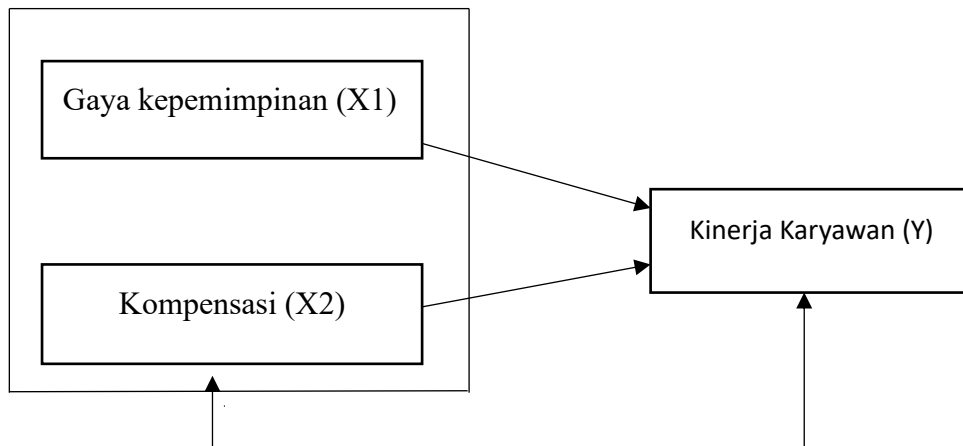 Gaya kepemimpinan (X1)
Kinerja Karyawan (Y)
Kompensasi (X2)